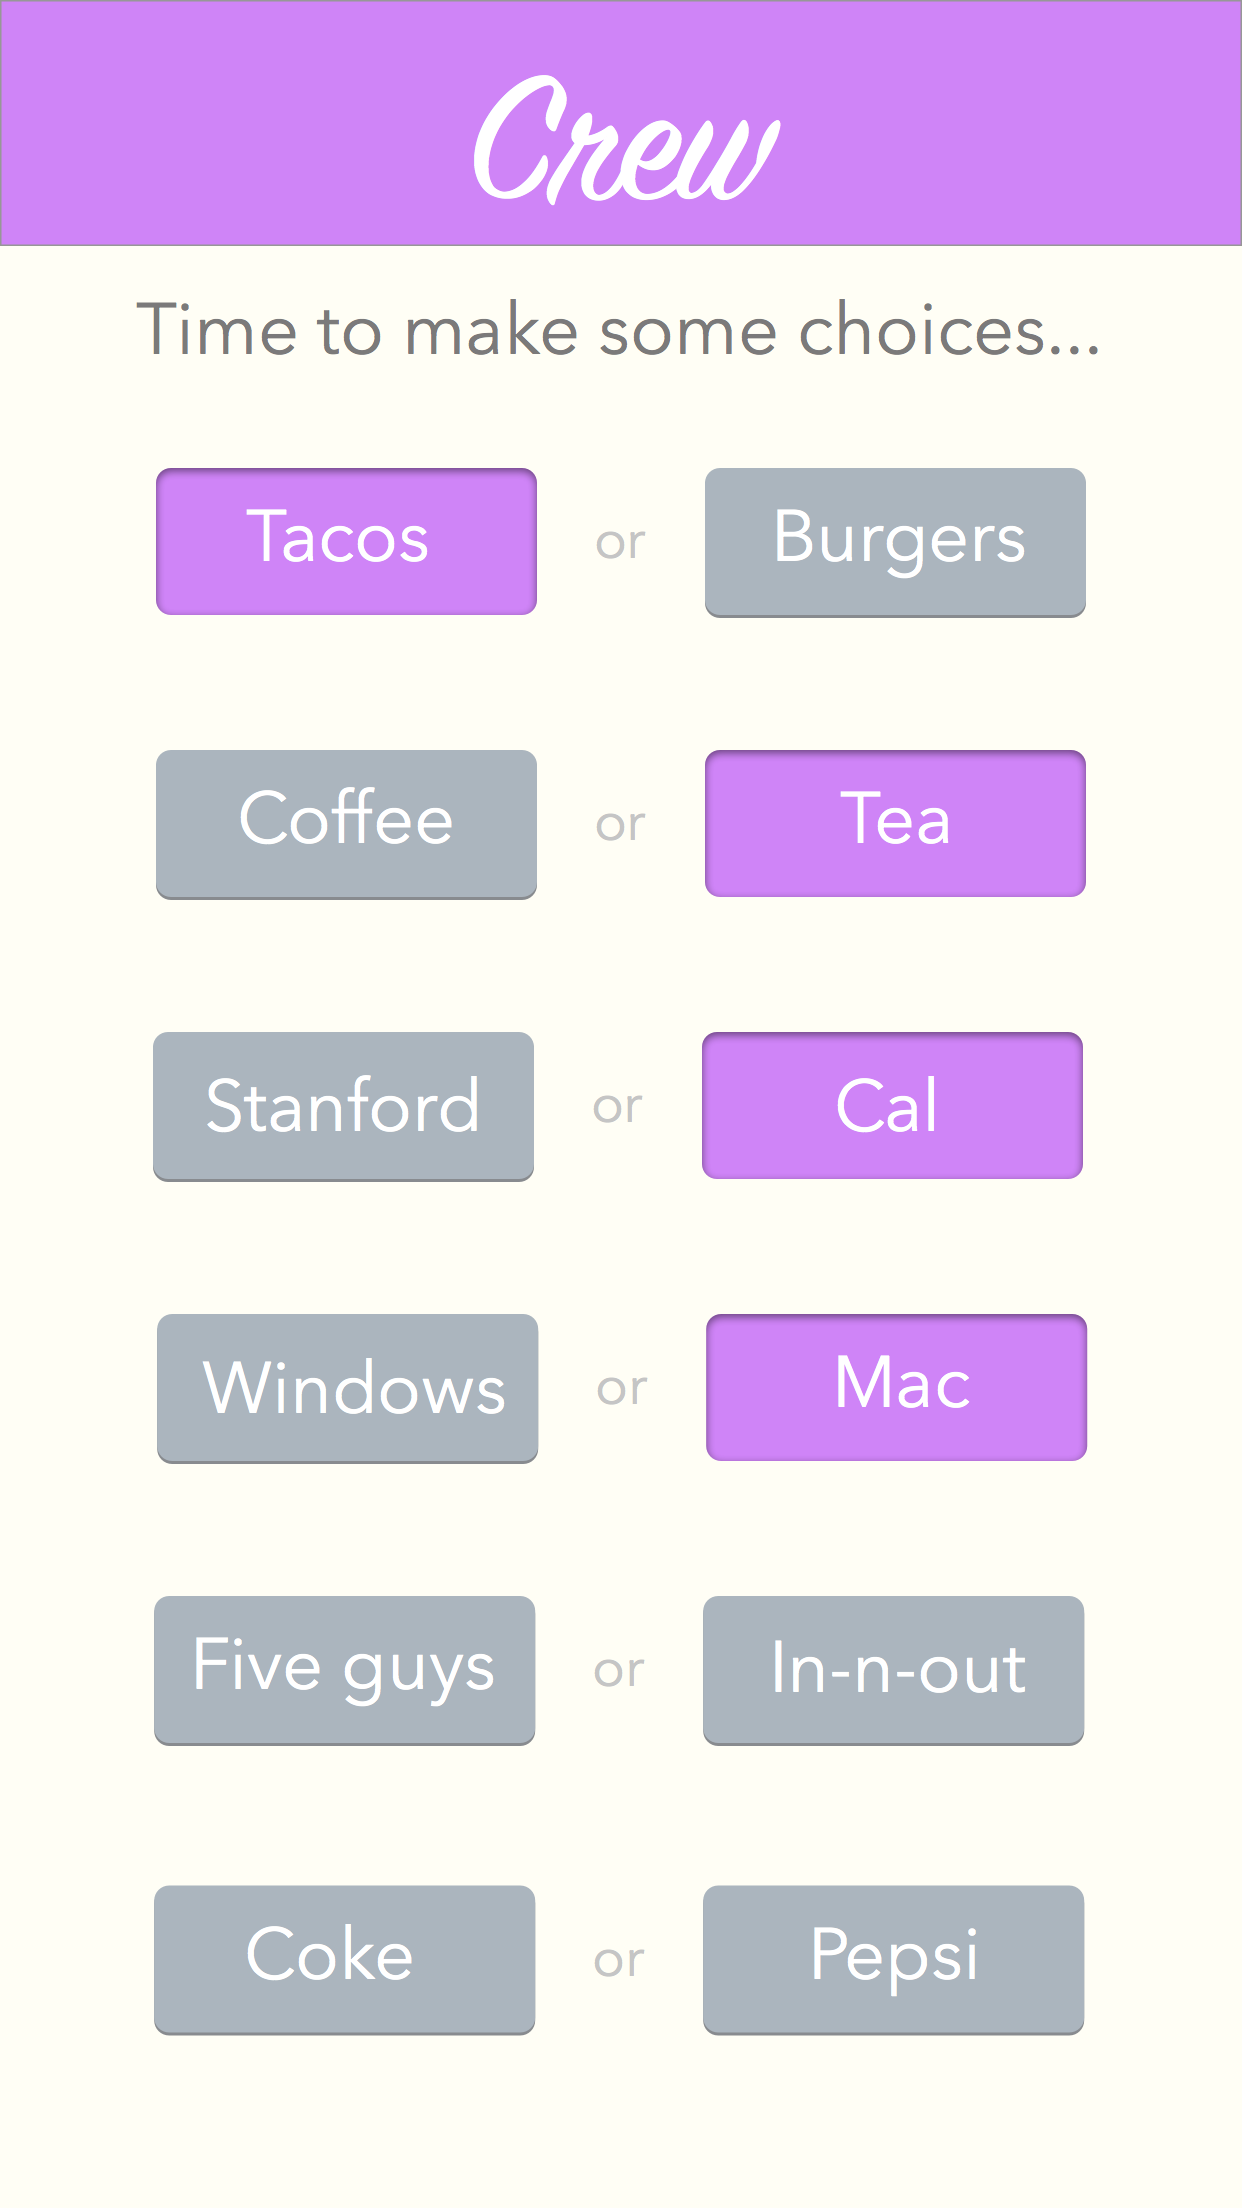 Crew
Time to make some choices...
Tacos or Burgers
Coffee or Tea
Stanford or Cal
Windows or Mac
Five guys or In-n-out
Coke or Pepsi